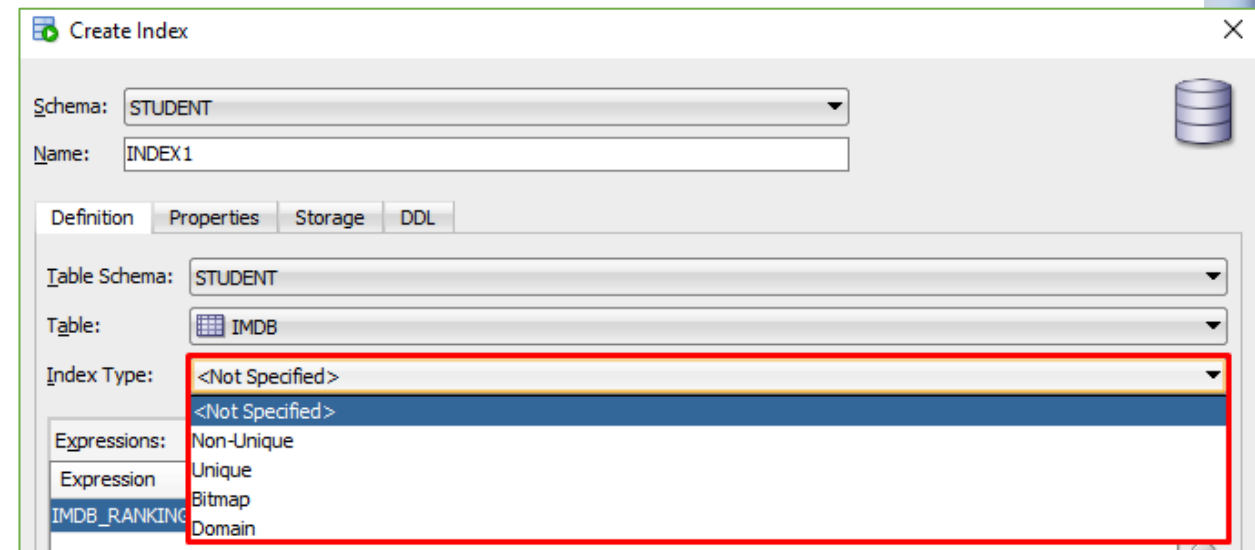 Create Index
Schema: STUDENT
Name: INDEX1
Definition Properties Storage DDL
Table Schema: STUDENT
Table: IMDB
Index Type: <Not Specified>
<Not Specified>
Expressions: Non-Unique
Unique
Expression
Bitmap
IMDB_RANKING
Domain